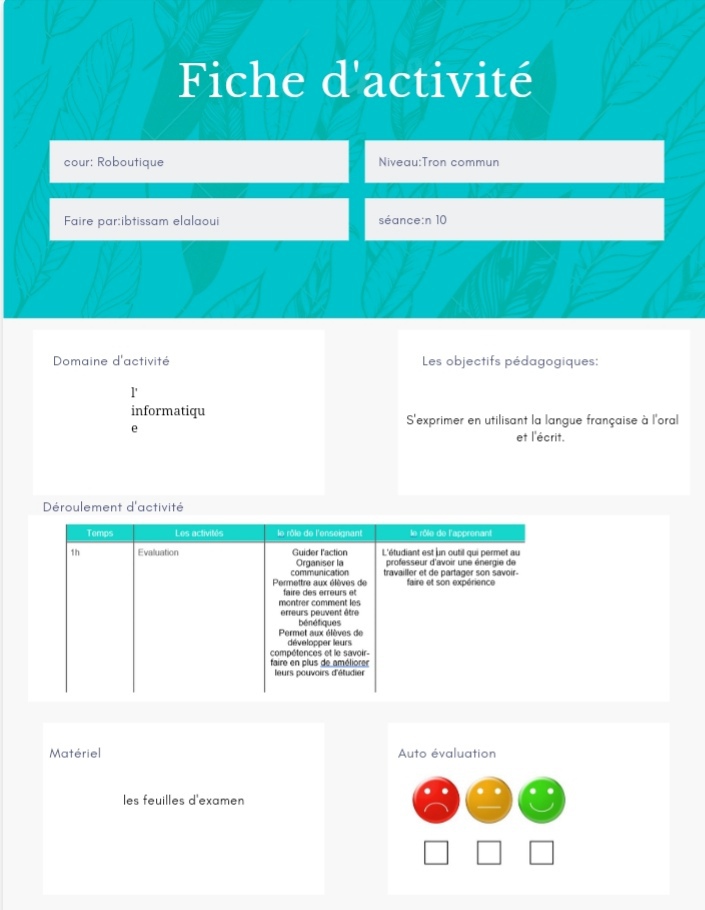 Fiche d'activité
cour: Roboutique
Niveau:Tron commun
Faire par:ibtissam elalaoui
séance:n 10
Domaine d'activité
l'
informatiqu
e
Les objectifs pédagogiques:
S'exprimer en utilisant la langue française à l'oral
et l'écrit.
Déroulement d'activité
Temps
Les activités
le rôle de l'enseignant
le rôle de l'apprenant
1h
Evaluation
Guider l'action
Organiser la
communication
Permettre aux élèves de
faire des erreurs et
montrer comment les
erreurs peuvent être
bénéfiques
Permet aux élèves de
développer leurs
compétences et le savoir-
faire en plus de améliorer
leurs pouvoirs d'étudier
L'étudiant est un outil qui permet au
professeur d'avoir une énergie de
travailler et de partager son savoir-
faire et son expérience
Matériel
les feuilles d'examen
Auto évaluation